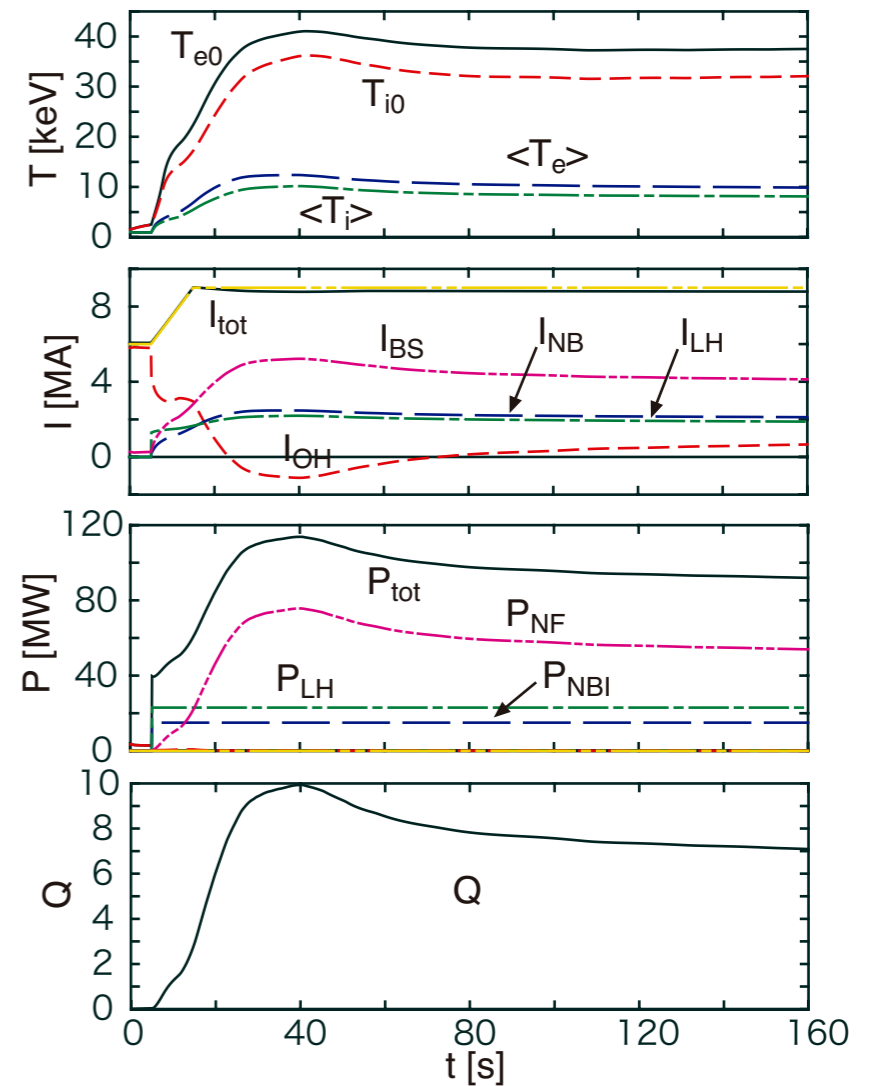 T [keV]
40
30
20
10
0
T_e0
T_i0
<T_e>
<T_i>
I [MA]
8
4
0
I_tot
I_BS
I_NB
I_LH
I_OH
P [MW]
120
80
40
0
P_tot
P_NF
P_LH
P_NBI
Q
10
8
6
4
2
0
Q
0 40 80 120 160
t [s]